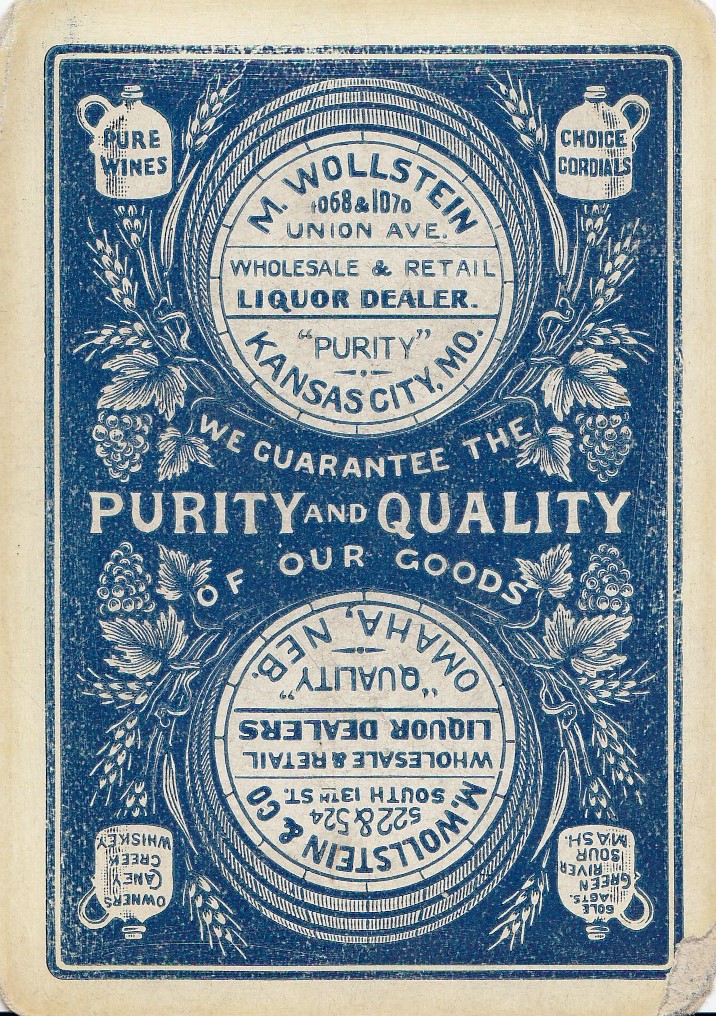 PURE
WINES
CHOICE
CORDIALS
M. WOLLSTEIN
1068 & 1070
UNION AVE.
WHOLESALE & RETAIL
LIQUOR DEALER.
"PURITY"
KANSAS CITY, MO.
WE GUARANTEE THE
PURITY AND QUALITY
OF OUR GOODS
M. WOLLSTEIN & CO
522 & 524
SOUTH 13TH ST.
WHOLESALE & RETAIL
LIQUOR DEALERS
"QUALITY"
OMAHA, NEB.
SOLE
AGTS.
GREEN
RIVER
SOUR
MASH.
OWNERS
CANEY
CREEK
WHISKEY